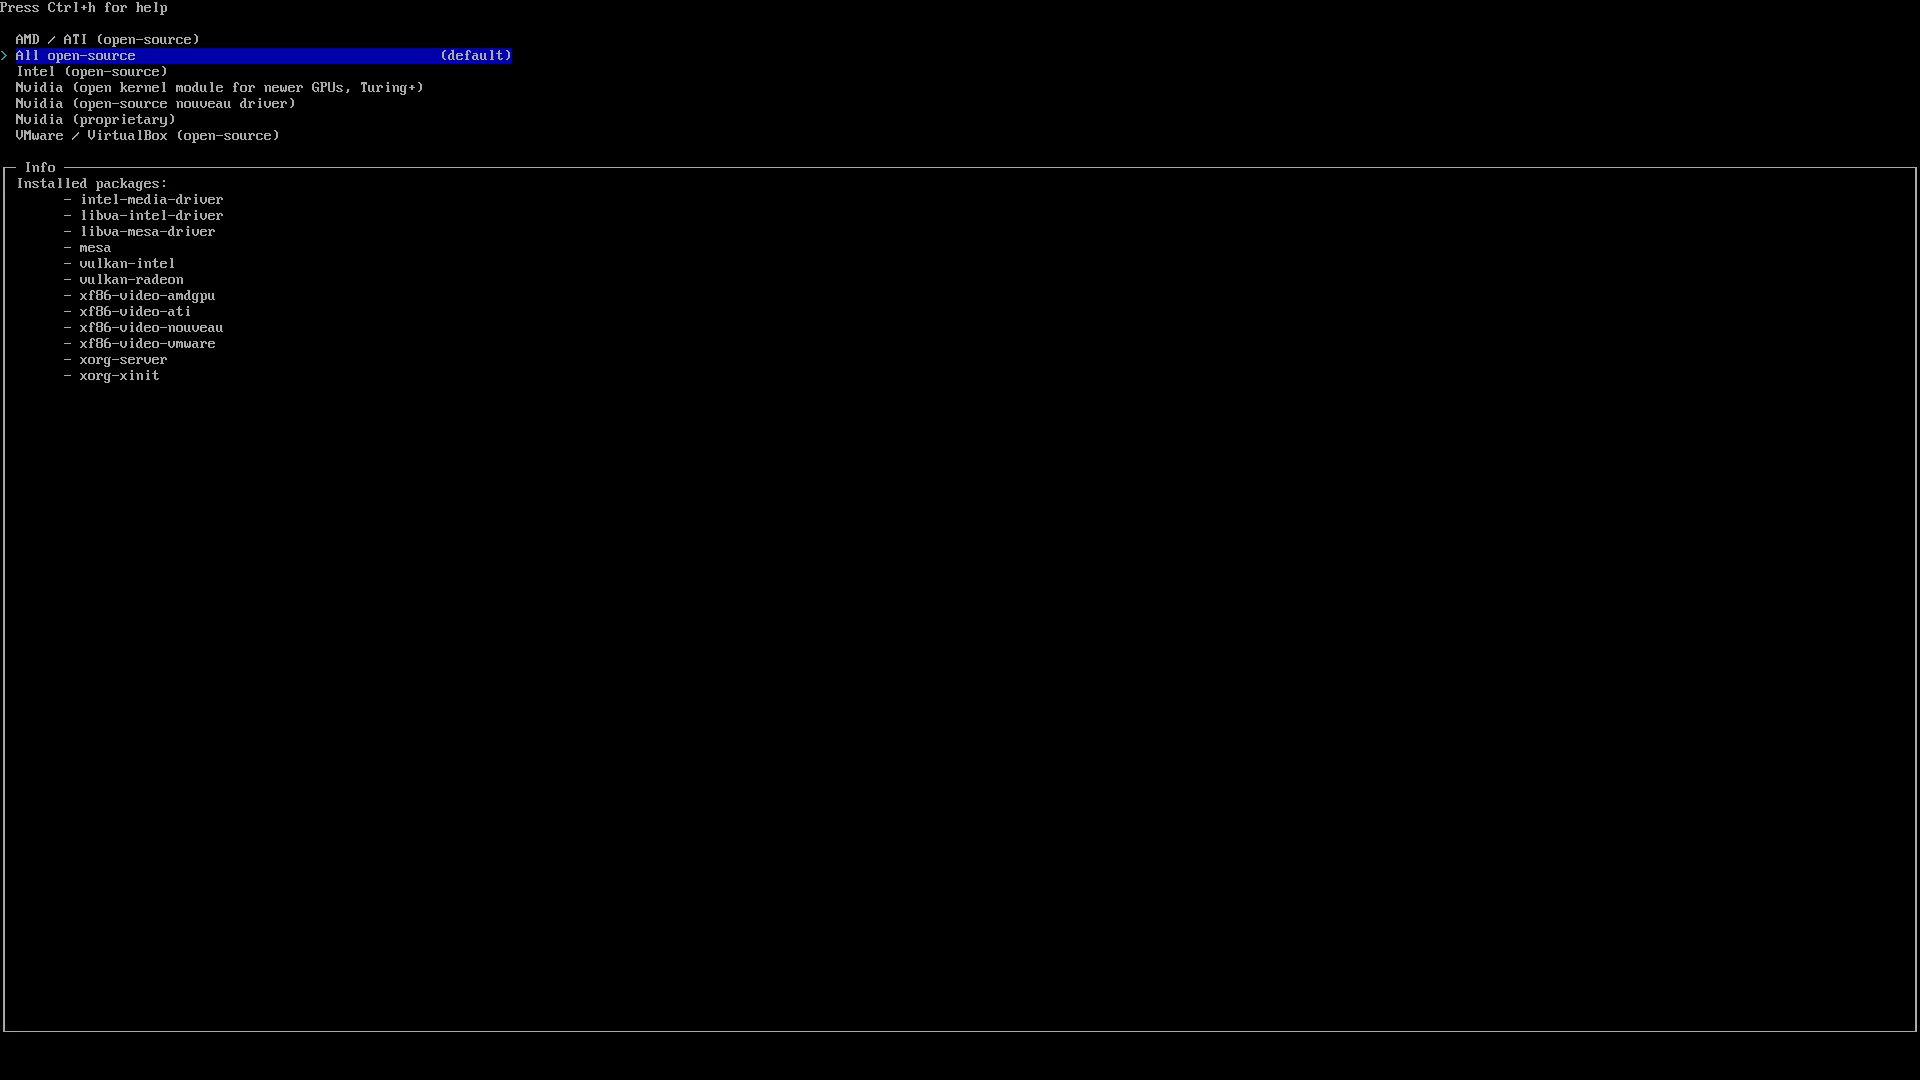 Press Ctrl+h for help
AMD / ATI (open-source)
> All open-source (default)
Intel (open-source)
Nvidia (open kernel module for newer GPUs, Turing+)
Nvidia (open-source nouveau driver)
Nvidia (proprietary)
VMware / VirtualBox (open-source)
Info
Installed packages:
- intel-media-driver
- libva-intel-driver
- libva-mesa-driver
- mesa
- vulkan-intel
- vulkan-radeon
- xf86-video-amdgpu
- xf86-video-ati
- xf86-video-nouveau
- xf86-video-vmware
- xorg-server
- xorg-xinit